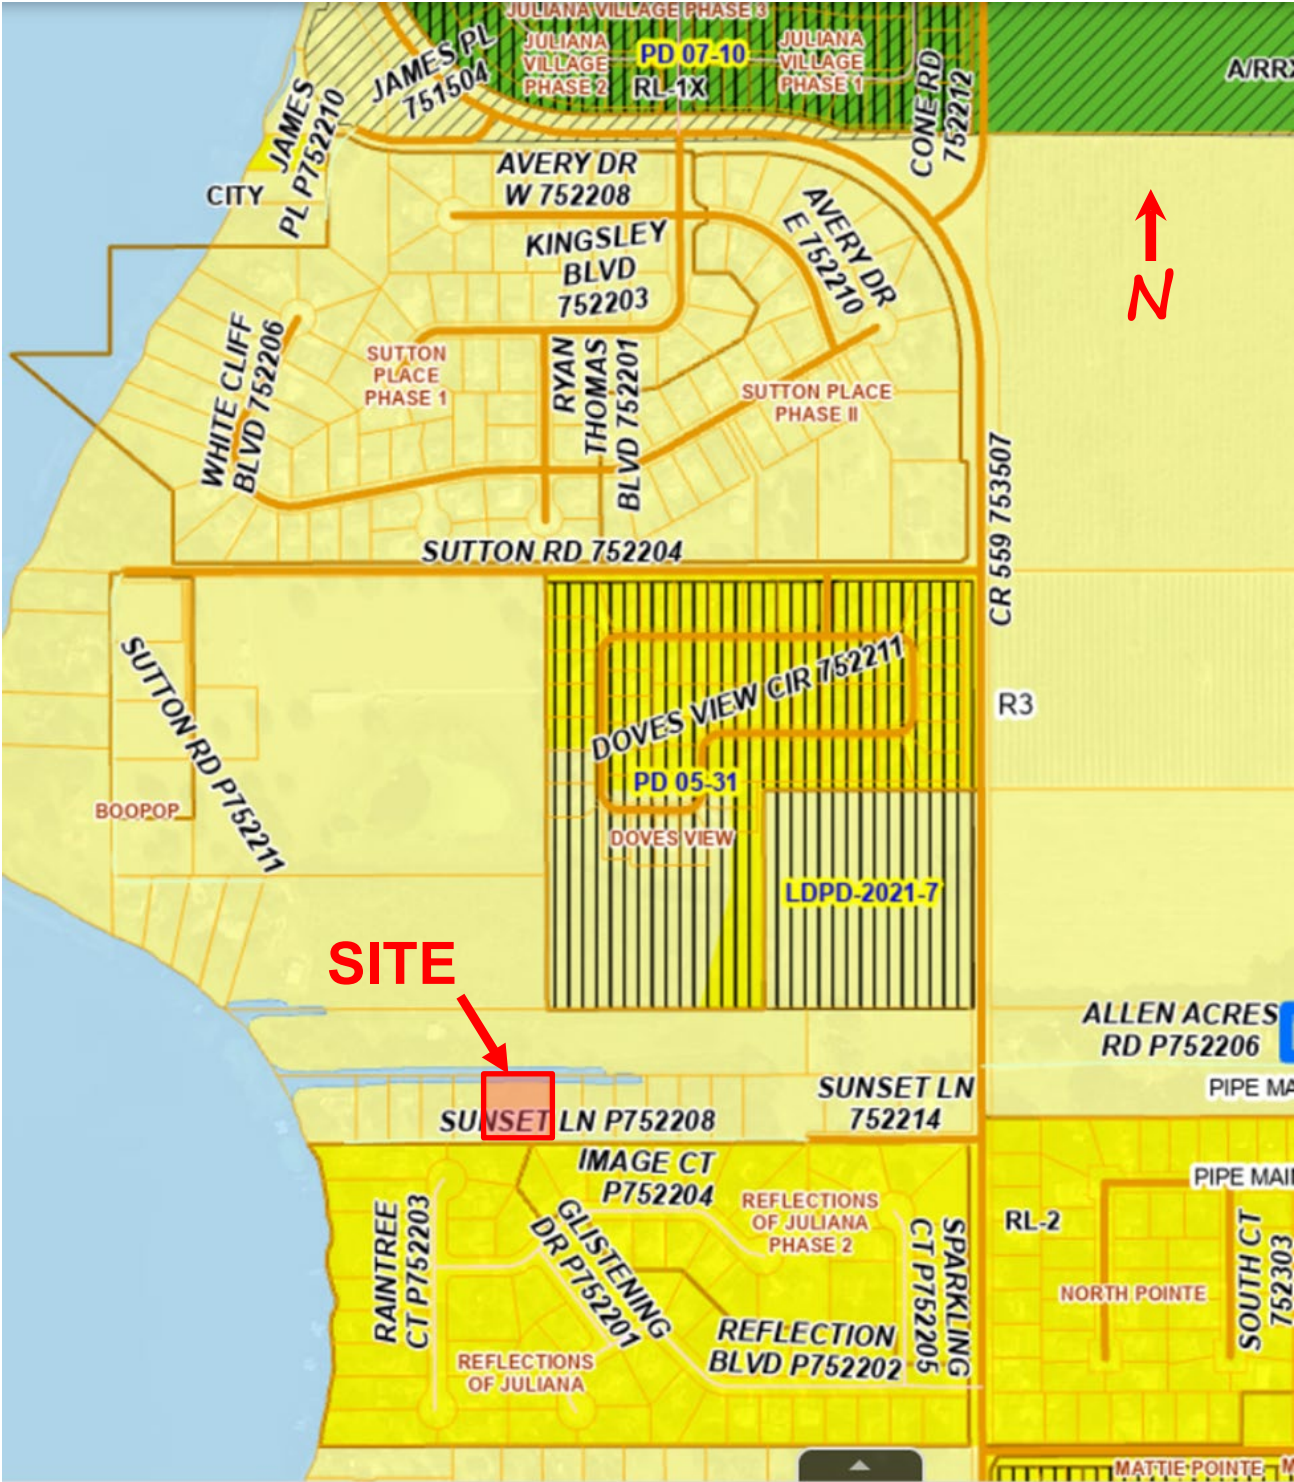 JULIANA VILLAGE PHASE 3
JULIANA
VILLAGE
PHASE 2
PD 07-10
RL-1X
JULIANA
VILLAGE
PHASE 1
A/RRX
JAMES PL
751504
CONE RD
752212
JAMES
PL P752210
CITY
AVERY DR
W 752208
AVERY DR
E 752210
KINGSLEY
BLVD
752203
N
WHITE CLIFF
BLVD 752206
SUTTON
PLACE
PHASE 1
RYAN
THOMAS
BLVD 752201
SUTTON PLACE
PHASE II
CR 559 753507
SUTTON RD 752204
SUTTON RD P752211
DOVES VIEW CIR 752211
R3
PD 05-31
BOOPOP
DOVES VIEW
LDPD-2021-7
SITE
ALLEN ACRES
RD P752206
SUNSET LN
752214
PIPE MA
SUNSET LN P752208
IMAGE CT
P752204
PIPE MAI
RAINTREE
CT P752203
GLISTENING
DR P752201
REFLECTIONS
OF JULIANA
PHASE 2
SPARKLING
CT P752205
RL-2
SOUTH CT
752303
NORTH POINTE
REFLECTION
BLVD P752202
REFLECTIONS
OF JULIANA
MATTIE POINTE